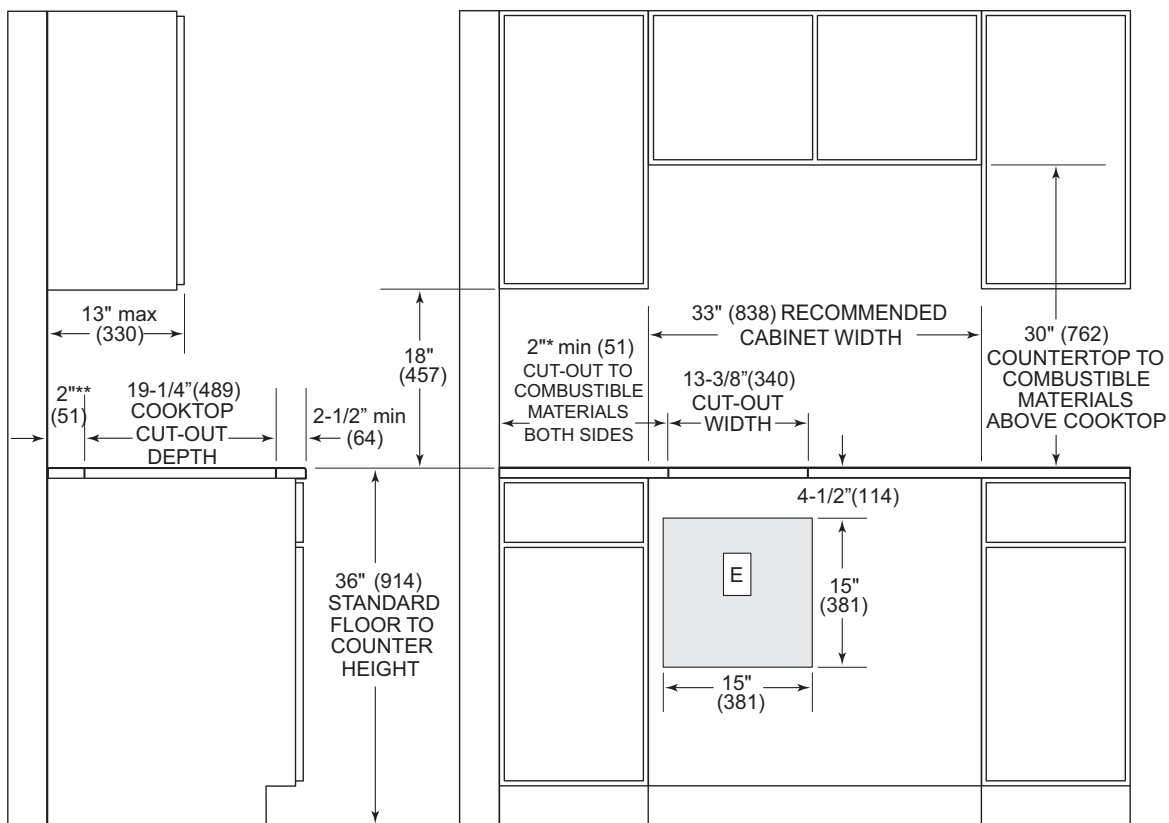 13" max
(330)
2"**
(51)
19-1/4”(489)
COOKTOP
CUT-OUT
DEPTH
2-1/2” min
(64)
18"
(457)
36" (914)
STANDARD
FLOOR TO
COUNTER
HEIGHT
33" (838) RECOMMENDED
CABINET WIDTH
2"* min (51)
CUT-OUT TO
COMBUSTIBLE
MATERIALS
BOTH SIDES
13-3/8”(340)
CUT-OUT
WIDTH
30" (762)
COUNTERTOP TO
COMBUSTIBLE
MATERIALS
ABOVE COOKTOP
4-1/2”(114)
E
15"
(381)
15"
(381)